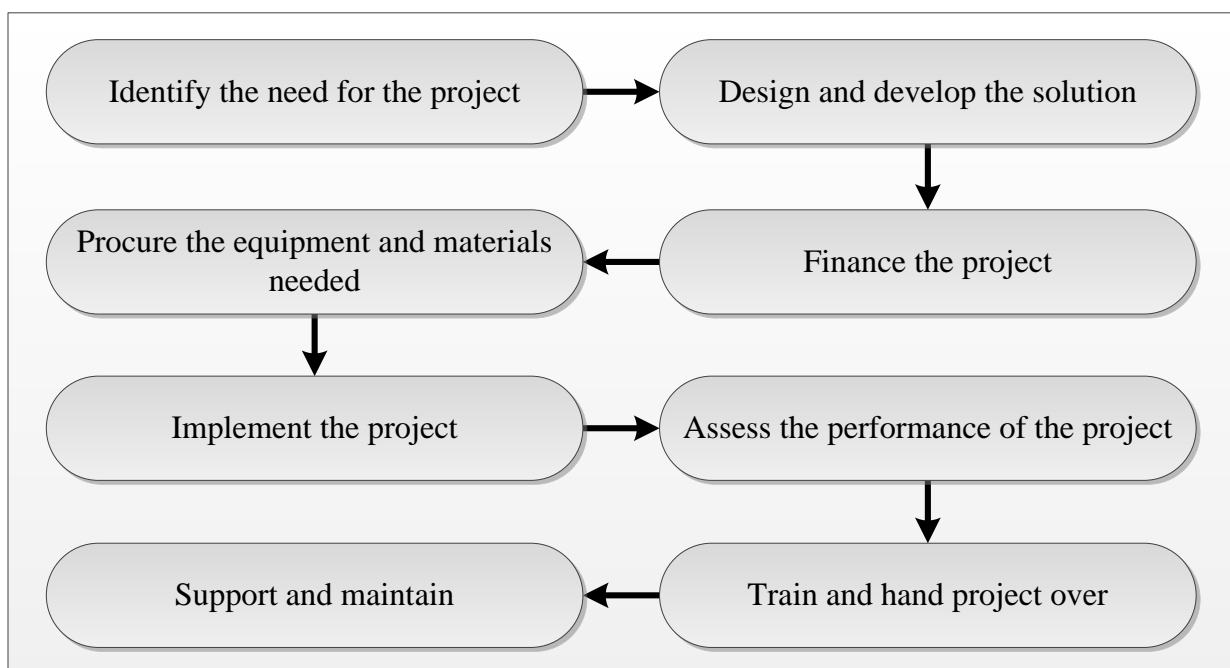 Identify the need for the project
Design and develop the solution
Finance the project
Procure the equipment and materials
needed
Implement the project
Assess the performance of the project
Train and hand project over
Support and maintain